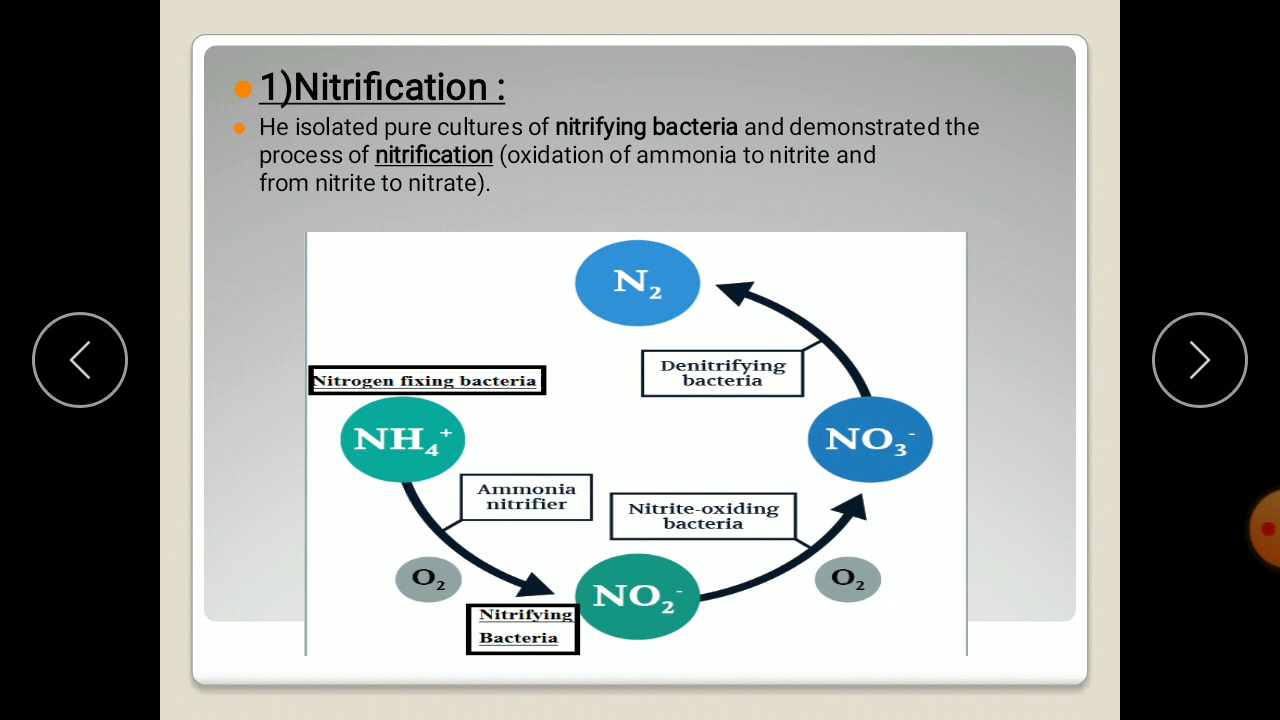 1)Nitrification :
He isolated pure cultures of nitrifying bacteria and demonstrated the
process of nitrification (oxidation of ammonia to nitrite and
from nitrite to nitrate).
N₂
Denitrifying
bacteria
Nitrogen fixing bacteria
NH₄⁺
NO₃⁻
Ammonia
nitrifier
Nitrite-oxiding
bacteria
O₂
O₂
NO₂⁻
Nitrifying
Bacteria